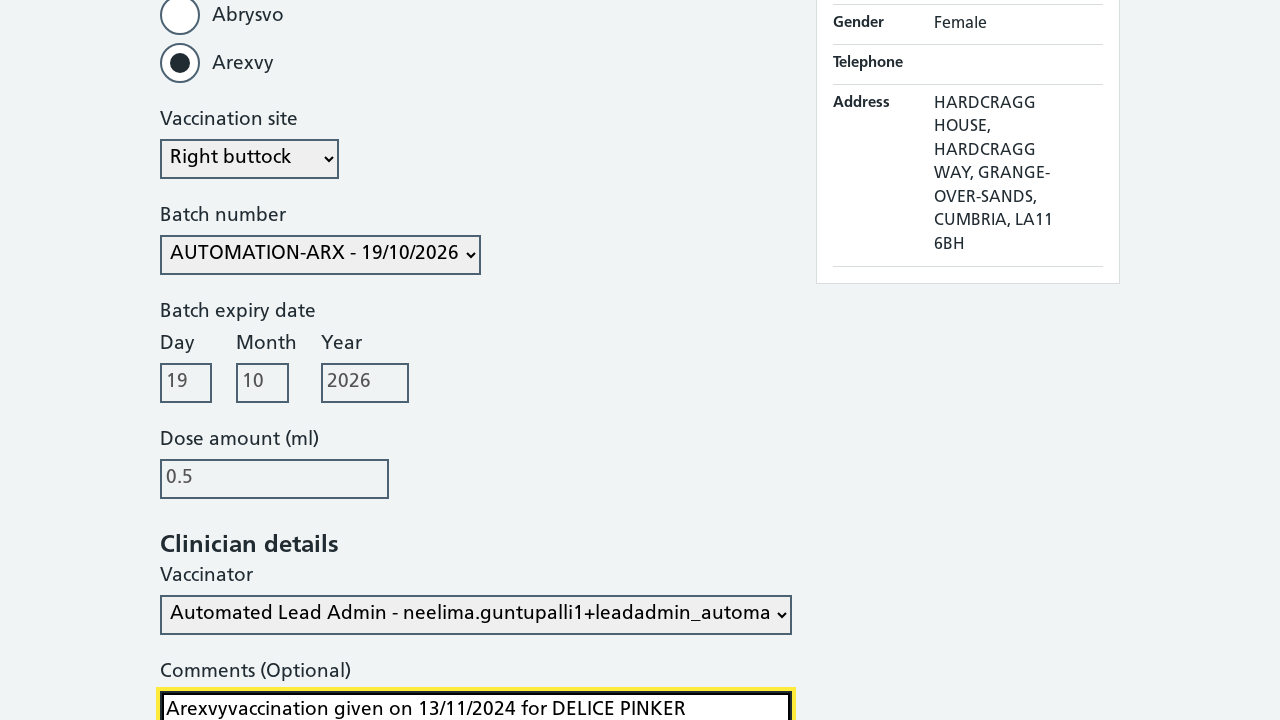 Abrysvo
Arexvy
Vaccination site
Right buttock
Batch number
AUTOMATION-ARX - 19/10/2026
Batch expiry date
Day Month Year
19 10 2026
Dose amount (ml)
0.5
Clinician details
Vaccinator
Automated Lead Admin - neelima.guntupalli1+leadadmin_automa
Comments (Optional)
Arexvyvaccination given on 13/11/2024 for DELICE PINKER
Gender Female
Telephone
Address HARDCRAGG
HOUSE,
HARDCRAGG
WAY, GRANGE-
OVER-SANDS,
CUMBRIA, LA11
6BH